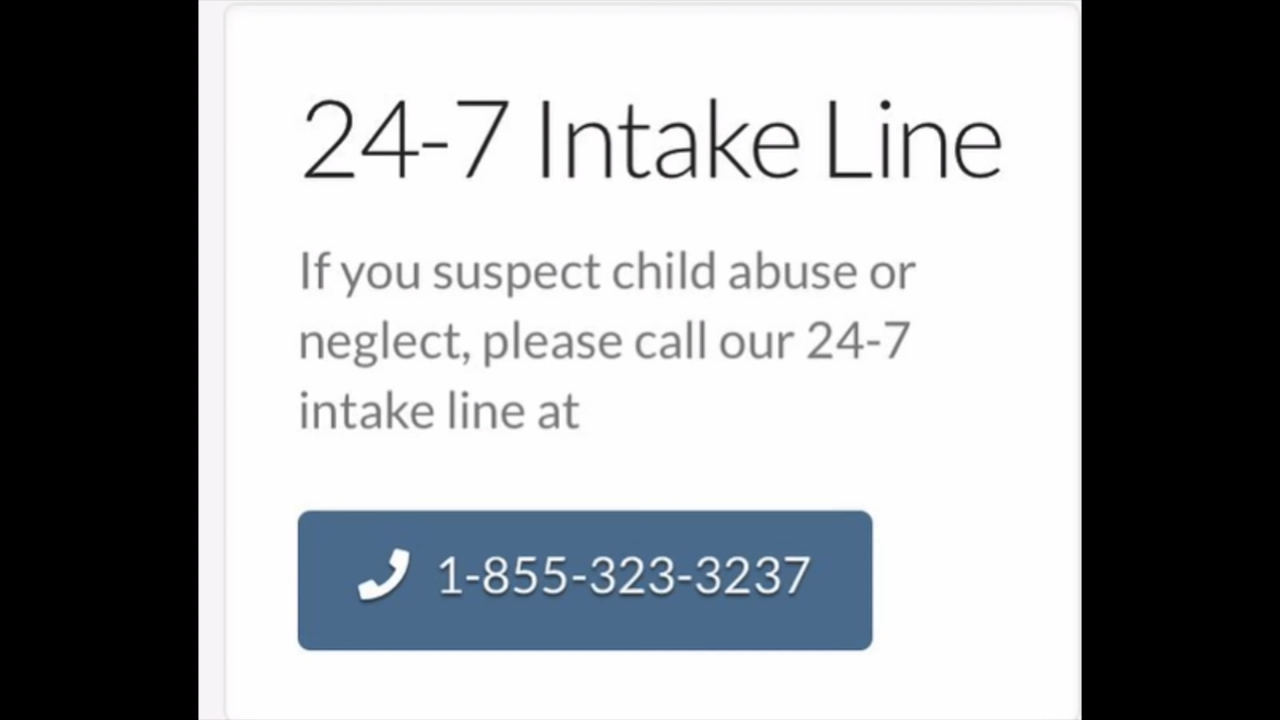 24-7 Intake Line
If you suspect child abuse or
neglect, please call our 24-7
intake line at
1-855-323-3237